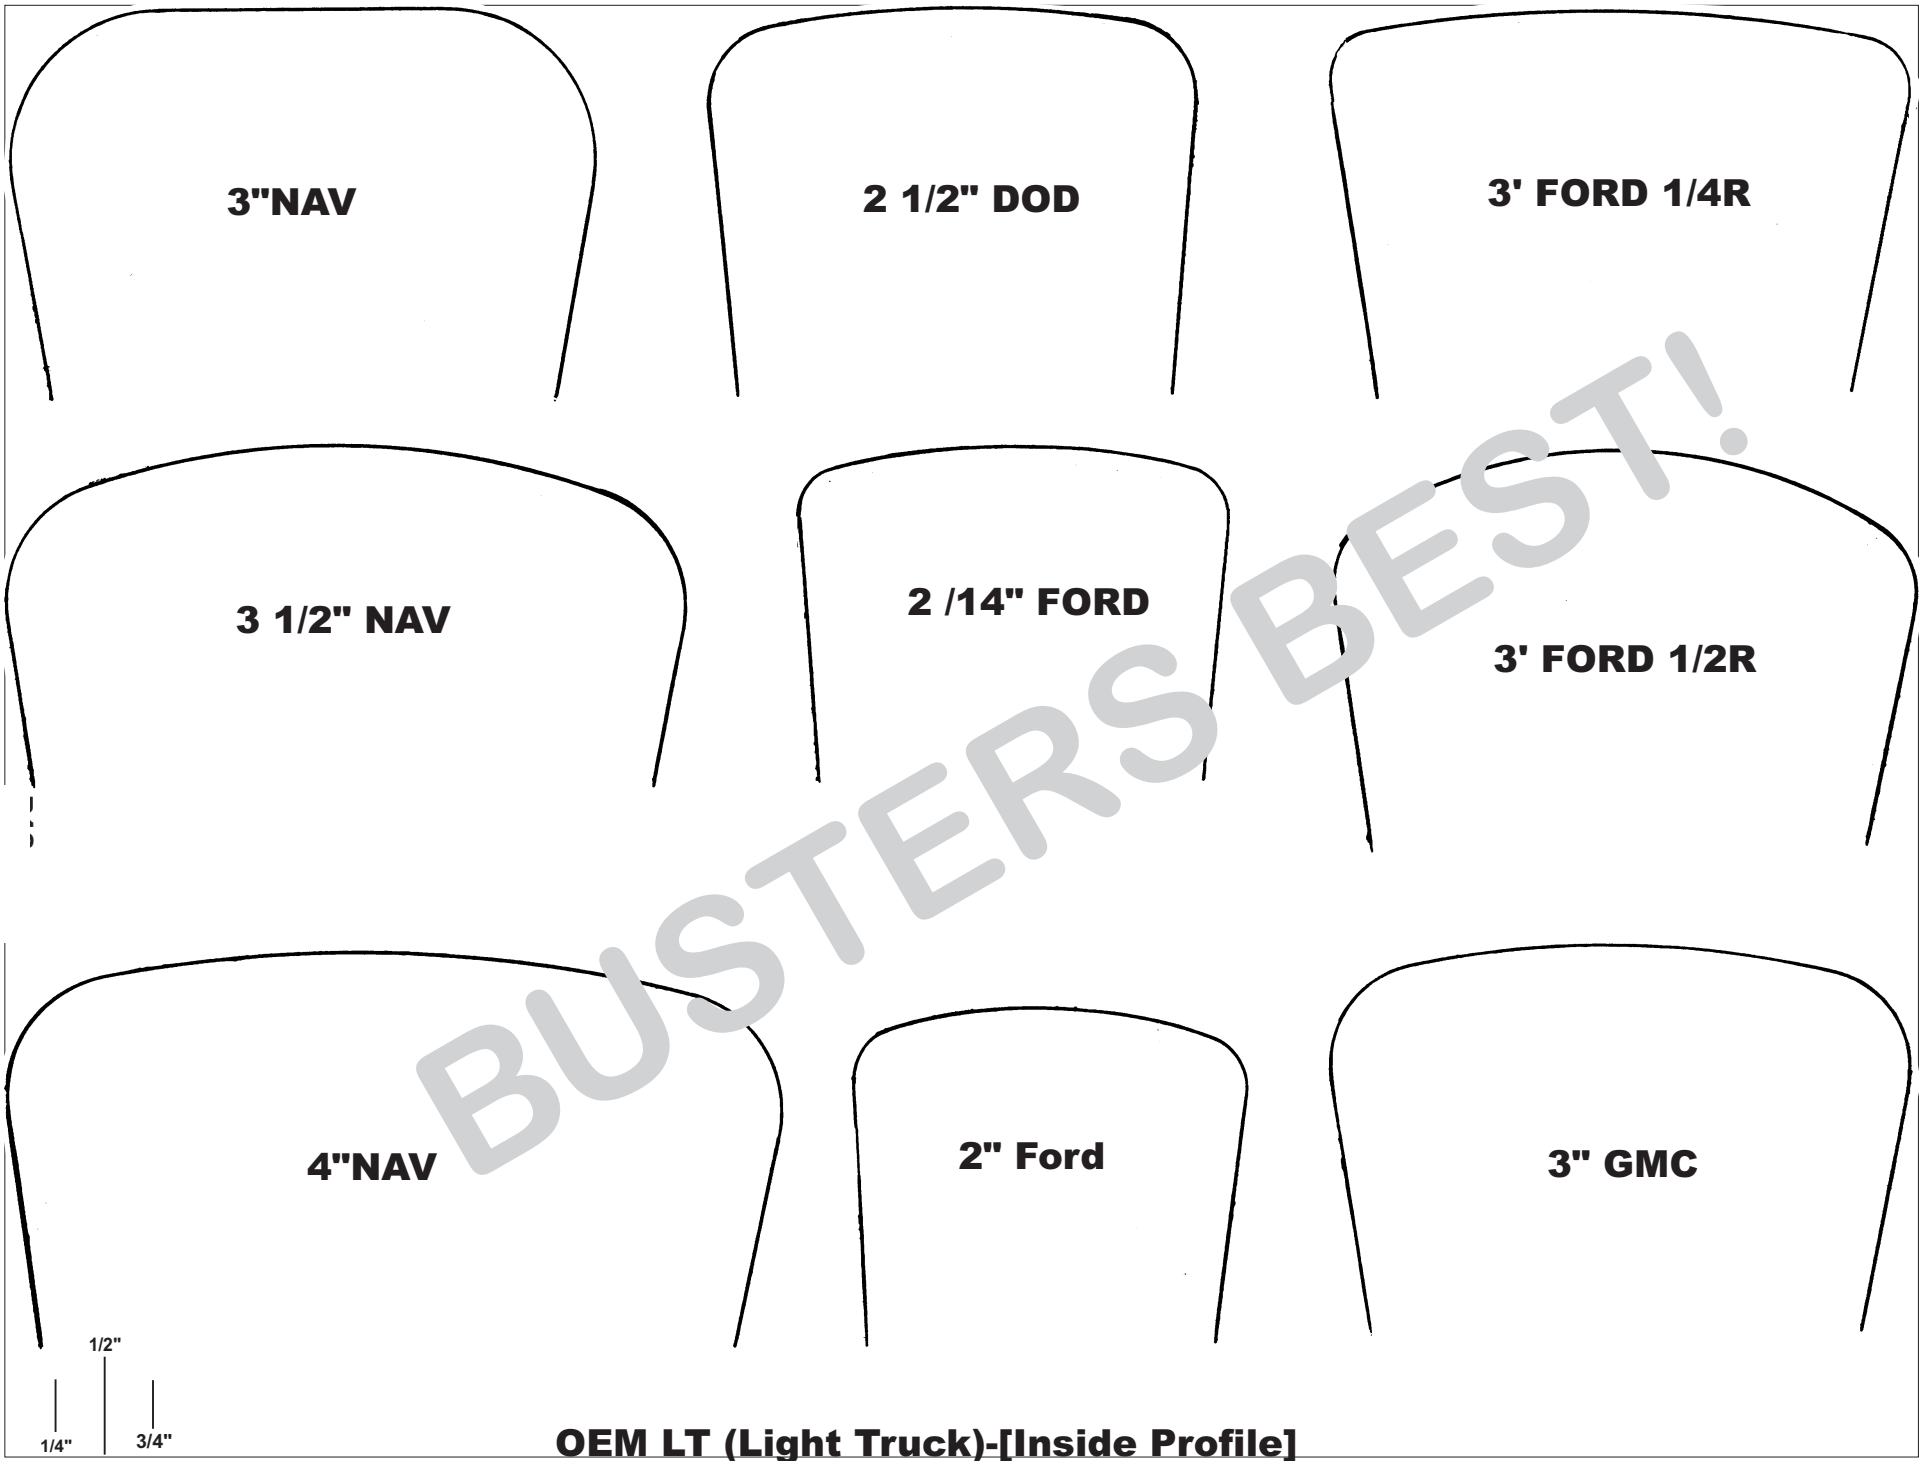 3"NAV
2 1/2" DOD
3' FORD 1/4R
3 1/2" NAV
2 /14" FORD
3' FORD 1/2R
BUSTERS BEST!
4"NAV
2" Ford
3" GMC
1/2"
1/4"
3/4"
OEM LT (Light Truck)-[Inside Profile]